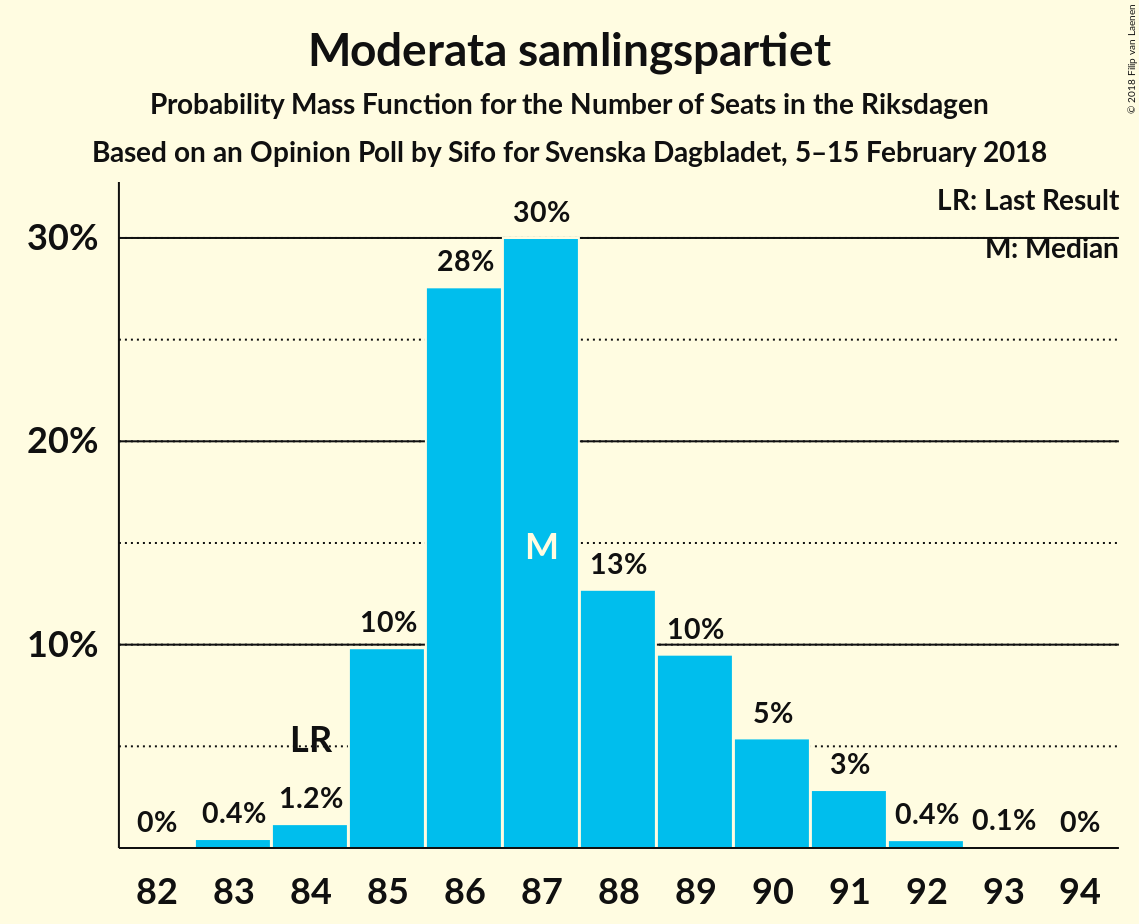 Moderata samlingspartiet
Probability Mass Function for the Number of Seats in the Riksdagen
Based on an Opinion Poll by Sifo for Svenska Dagbladet, 5–15 February 2018
© 2018 Filip van Laenen
LR: Last Result
M: Median
30%
20%
10%
0%
0.4%
1.2%
LR
10%
28%
30%
M
13%
10%
5%
3%
0.4%
0.1%
0%
82 83 84 85 86 87 88 89 90 91 92 93 94